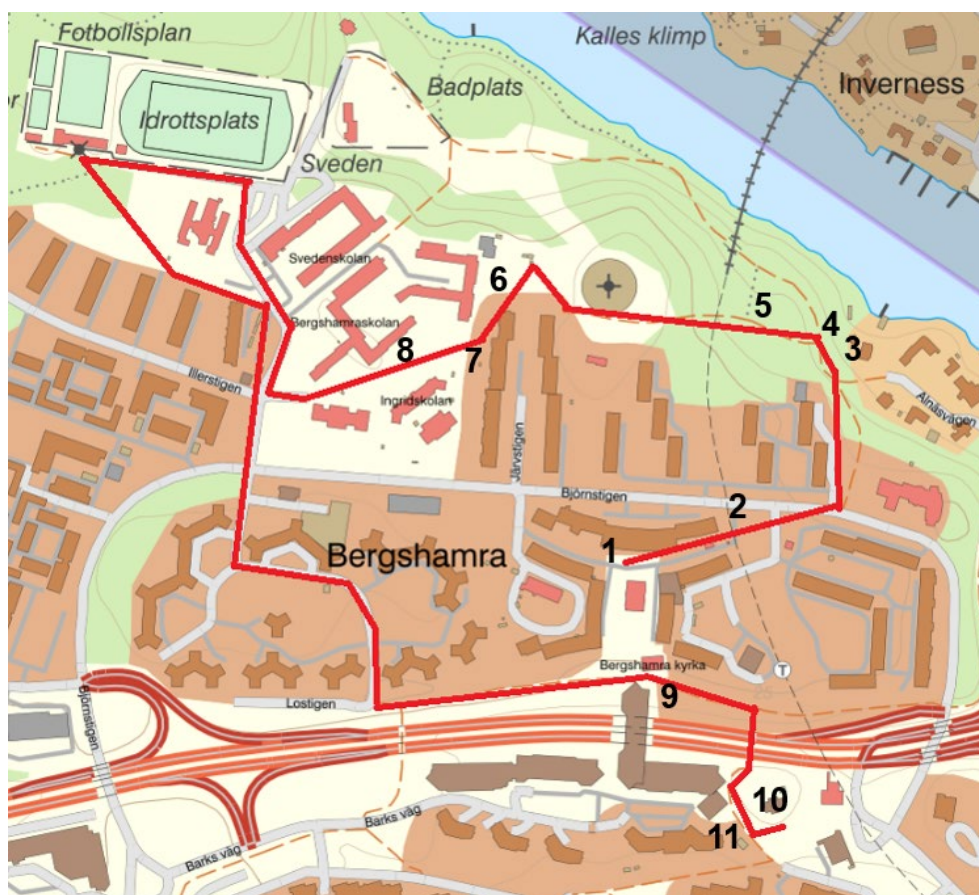 Fotbollsplan
Kalles klimp
Badplats
Inverness
Idrottsplats
or
Sveden
6
5
4
3
Svedenskolan
Bergshamraskolan
8
7
Illerstigen
Ingridskolan
Alnäsvägen
Järvstigen
Björnstigen
2
1
Bergshamra
Bergshamra kyrka
T
9
Lostigen
Björnstigen
10
Barks väg
Barks väg
11